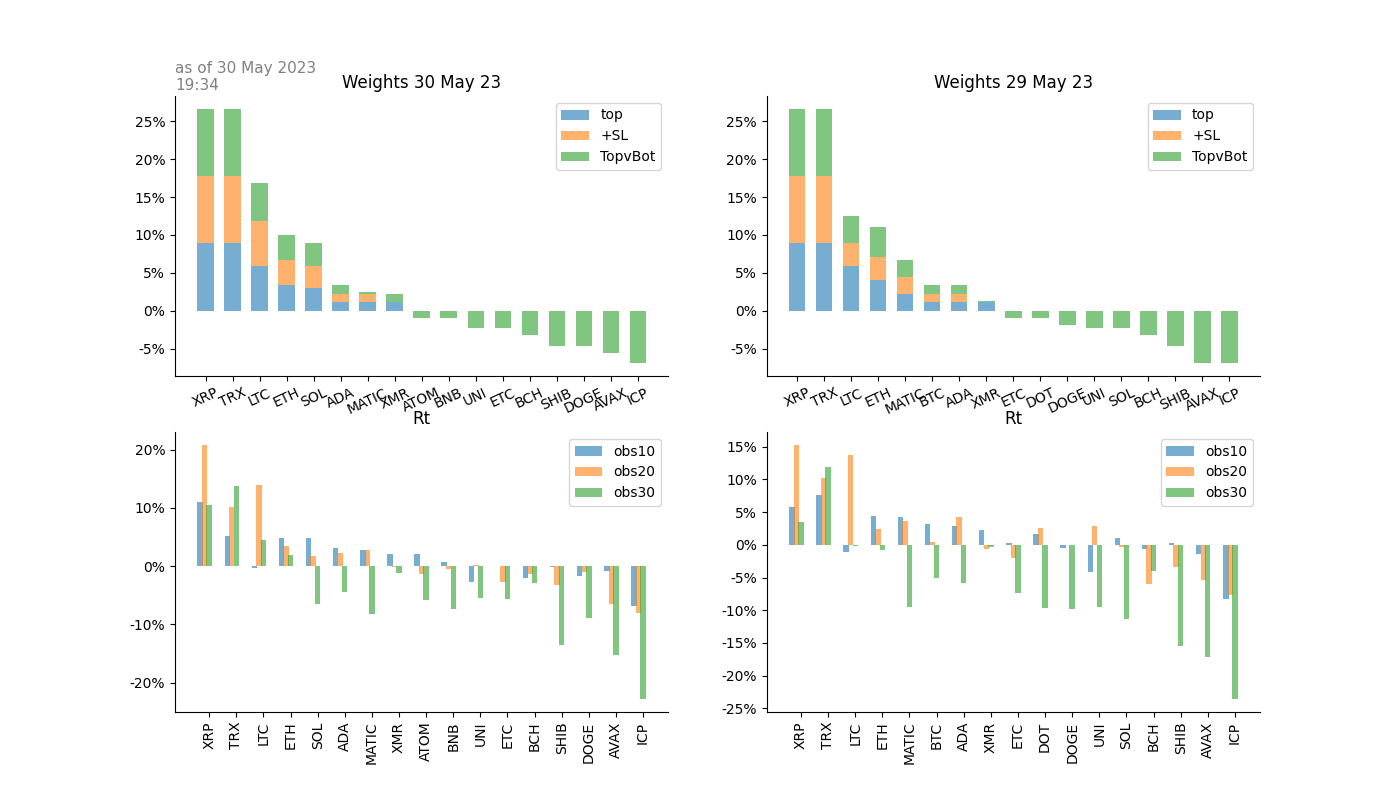 as of 30 May 2023
19:34
Weights 30 May 23
25%
20%
15%
10%
5%
0%
-5%
top
+SL
TopvBot
XRP TRX LTC ETH SOL ADA MATIC XMR ATOM BNB UNI ETC BCH SHIB DOGE AVAX ICP
Weights 29 May 23
25%
20%
15%
10%
5%
0%
-5%
top
+SL
TopvBot
XRP TRX LTC ETH MATIC BTC ADA XMR ETC DOT DOGE UNI SOL BCH SHIB AVAX ICP
Rt
20%
10%
0%
-10%
-20%
obs10
obs20
obs30
XRP TRX LTC ETH SOL ADA MATIC XMR ATOM BNB UNI ETC BCH SHIB DOGE AVAX ICP
Rt
15%
10%
5%
0%
-5%
-10%
-15%
-20%
-25%
obs10
obs20
obs30
XRP TRX LTC ETH MATIC BTC ADA XMR ETC DOT DOGE UNI SOL BCH SHIB AVAX ICP